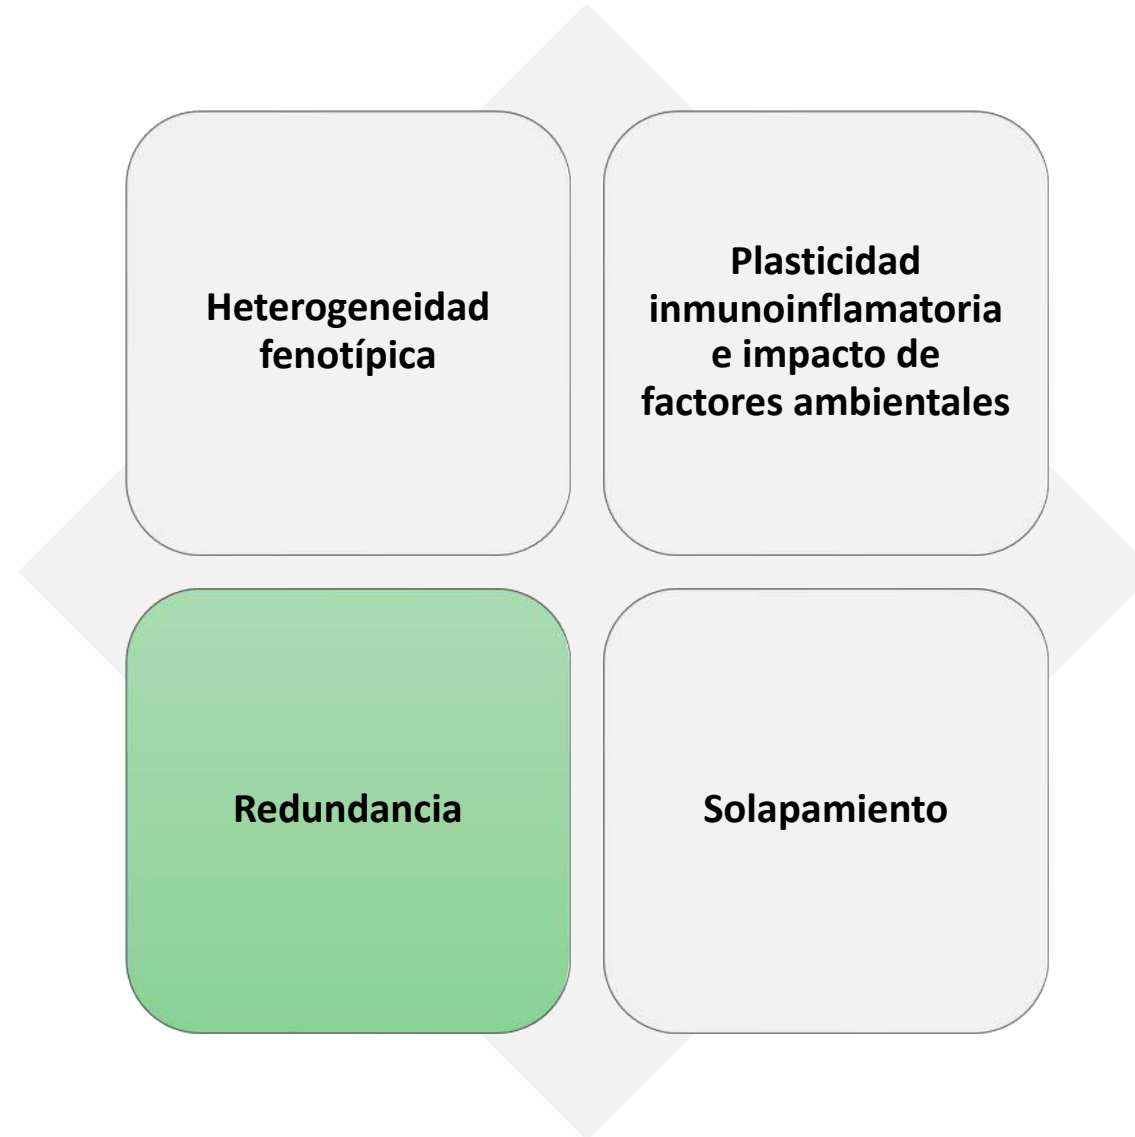 Heterogeneidad
fenotípica
Plasticidad
inmunoinflamatoria
e impacto de
factores ambientales
Redundancia
Solapamiento